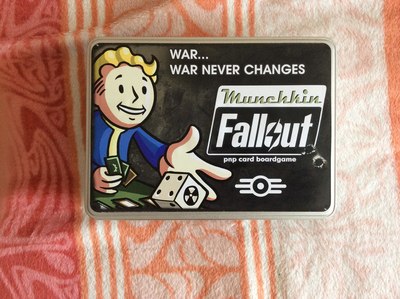 WAR...
WAR NEVER CHANGES
Munchkin
Fallout
pnp card boardgame